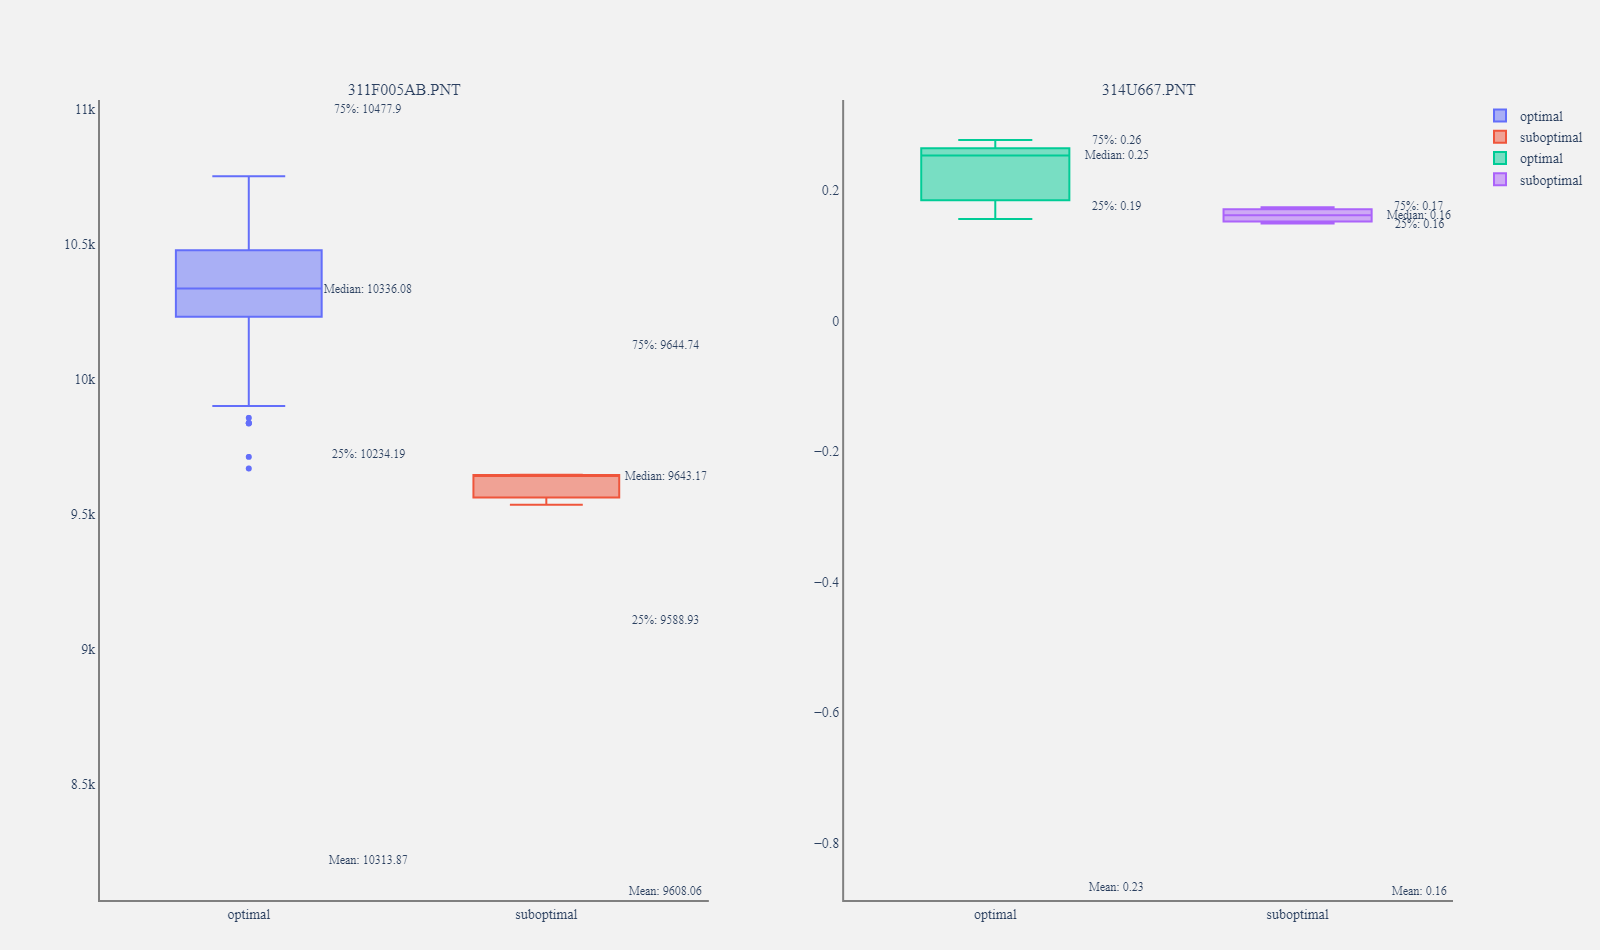 311F005AB.PNT
11k
10.5k
10k
9.5k
9k
8.5k
75%: 10477.9
Median: 10336.08
25%: 10234.19
Mean: 10313.87
75%: 9644.74
Median: 9643.17
25%: 9588.93
Mean: 9608.06
optimal
suboptimal
314U667.PNT
0.2
0
−0.2
−0.4
−0.6
−0.8
75%: 0.26
Median: 0.25
25%: 0.19
Mean: 0.23
75%: 0.17
Median: 0.16
25%: 0.16
Mean: 0.16
optimal
suboptimal
optimal
suboptimal
optimal
suboptimal